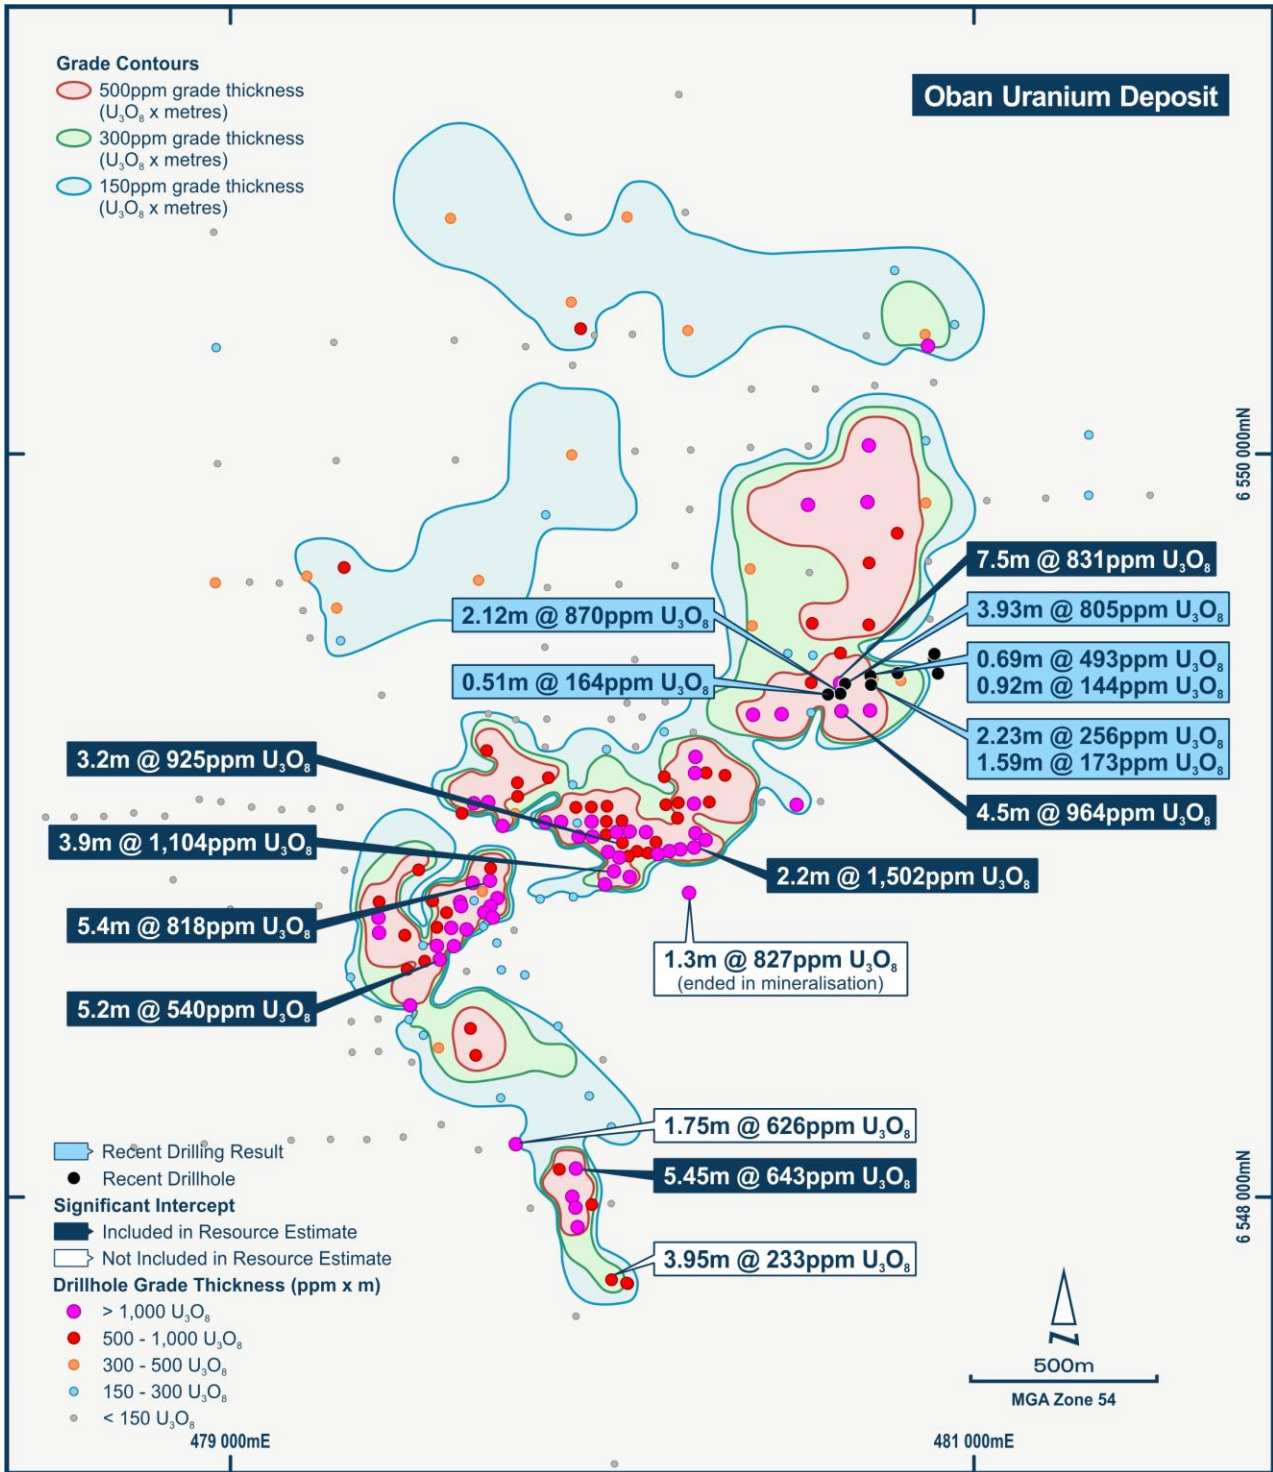 Grade Contours
500ppm grade thickness
(U₃O₈ x metres)
300ppm grade thickness
(U₃O₈ x metres)
150ppm grade thickness
(U₃O₈ x metres)
Oban Uranium Deposit
6 550 000mN
7.5m @ 831ppm U₃O₈
2.12m @ 870ppm U₃O₈
3.93m @ 805ppm U₃O₈
0.51m @ 164ppm U₃O₈
0.69m @ 493ppm U₃O₈
0.92m @ 144ppm U₃O₈
2.23m @ 256ppm U₃O₈
1.59m @ 173ppm U₃O₈
3.2m @ 925ppm U₃O₈
4.5m @ 964ppm U₃O₈
3.9m @ 1,104ppm U₃O₈
2.2m @ 1,502ppm U₃O₈
5.4m @ 818ppm U₃O₈
1.3m @ 827ppm U₃O₈
(ended in mineralisation)
5.2m @ 540ppm U₃O₈
1.75m @ 626ppm U₃O₈
5.45m @ 643ppm U₃O₈
3.95m @ 233ppm U₃O₈
6 548 000mN
Recent Drilling Result
Recent Drillhole
Significant Intercept
Included in Resource Estimate
Not Included in Resource Estimate
Drillhole Grade Thickness (ppm x m)
> 1,000 U₃O₈
500 - 1,000 U₃O₈
300 - 500 U₃O₈
150 - 300 U₃O₈
< 150 U₃O₈
N
500m
MGA Zone 54
479 000mE
481 000mE